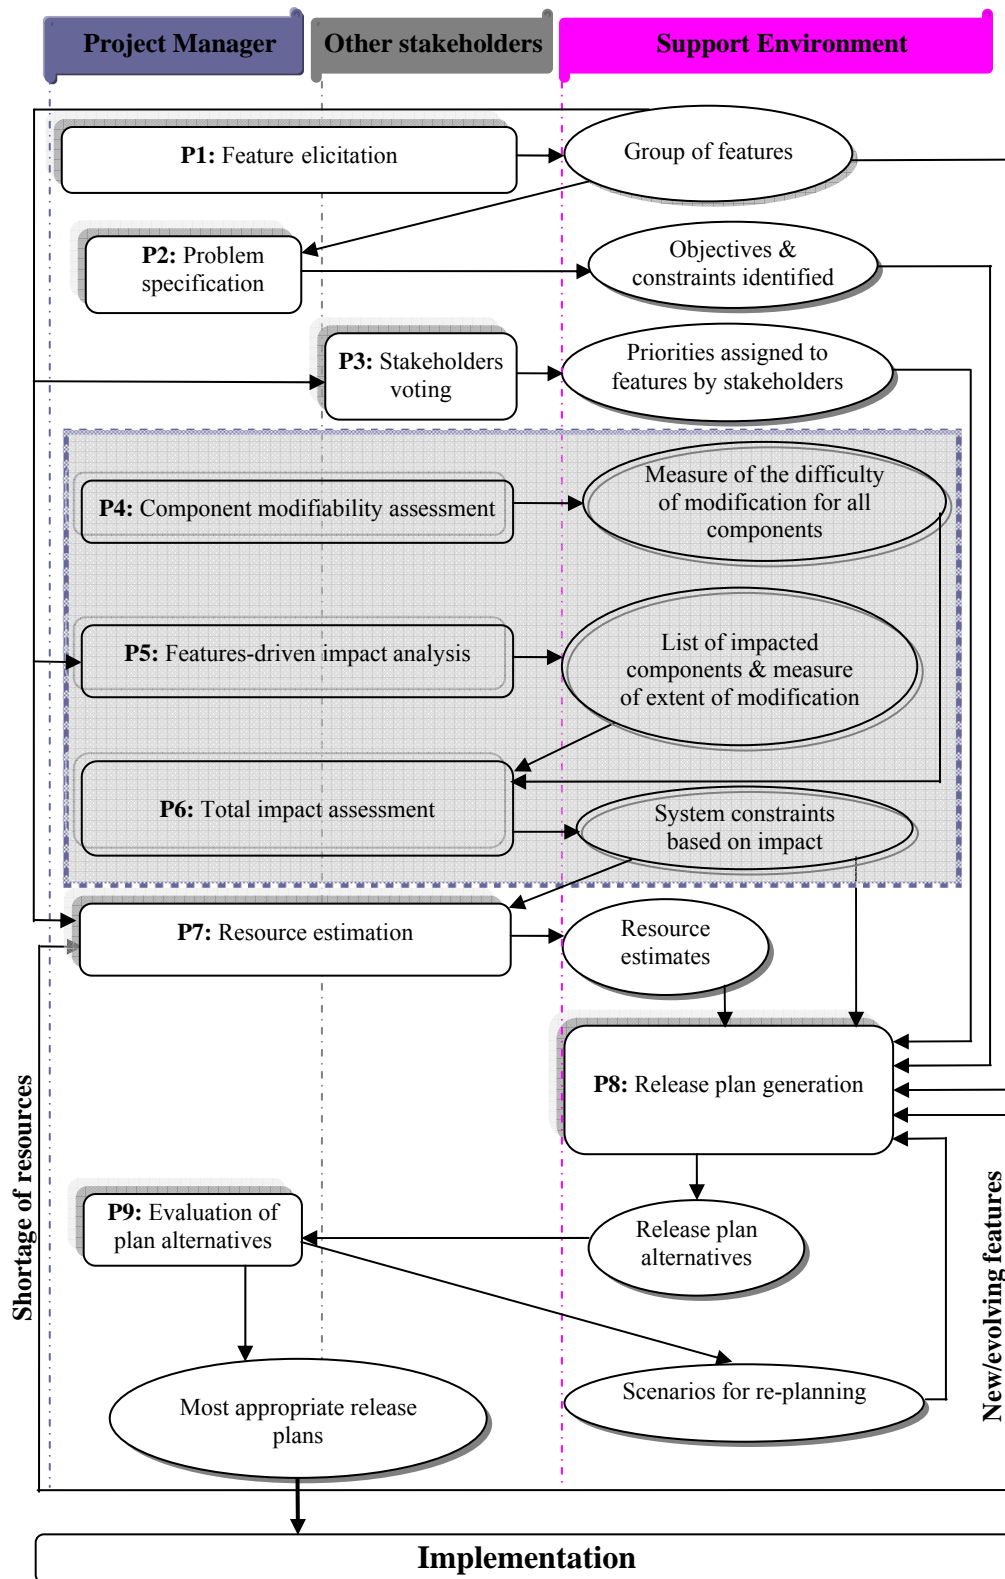 Project Manager
Other stakeholders
Support Environment
P1: Feature elicitation
Group of features
P2: Problem
specification
Objectives &
constraints identified
P3: Stakeholders
voting
Priorities assigned to
features by stakeholders
P4: Component modifiability assessment
Measure of the difficulty
of modification for all
components
P5: Features-driven impact analysis
List of impacted
components & measure
of extent of modification
P6: Total impact assessment
System constraints
based on impact
P7: Resource estimation
Resource
estimates
P8: Release plan generation
Shortage of resources
New/evolving features
P9: Evaluation of
plan alternatives
Release plan
alternatives
Scenarios for re-planning
Most appropriate release
plans
Implementation